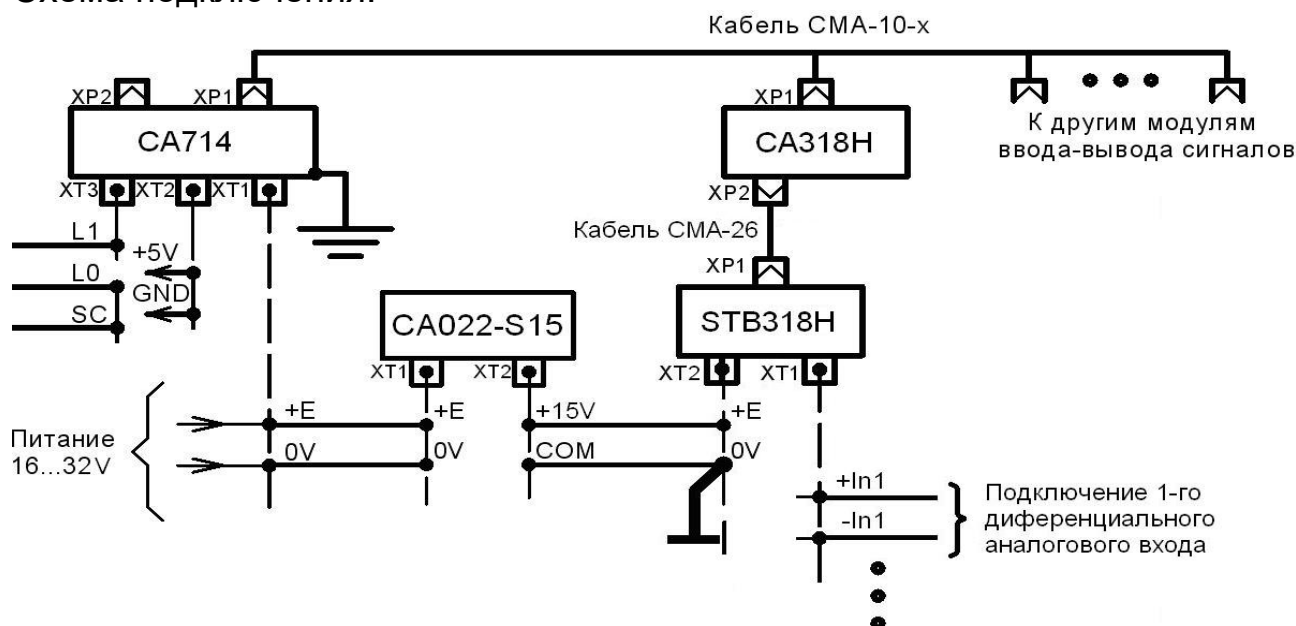 Схема подключения:
Кабель СМА-10-х
XP2
XP1
XP1
CA714
CA318H
К другим модулям
ввода-вывода сигналов
XT3
XT2
XT1
XP2
Кабель СМА-26
L1
+5V
L0
GND
SC
XP1
CA022-S15
STB318H
XT1
XT2
XT2
XT1
Питание
16...32V
+E
+E
+15V
+E
0V
0V
COM
0V
+In1
-In1
Подключение 1-го
диференциального
аналогового входа